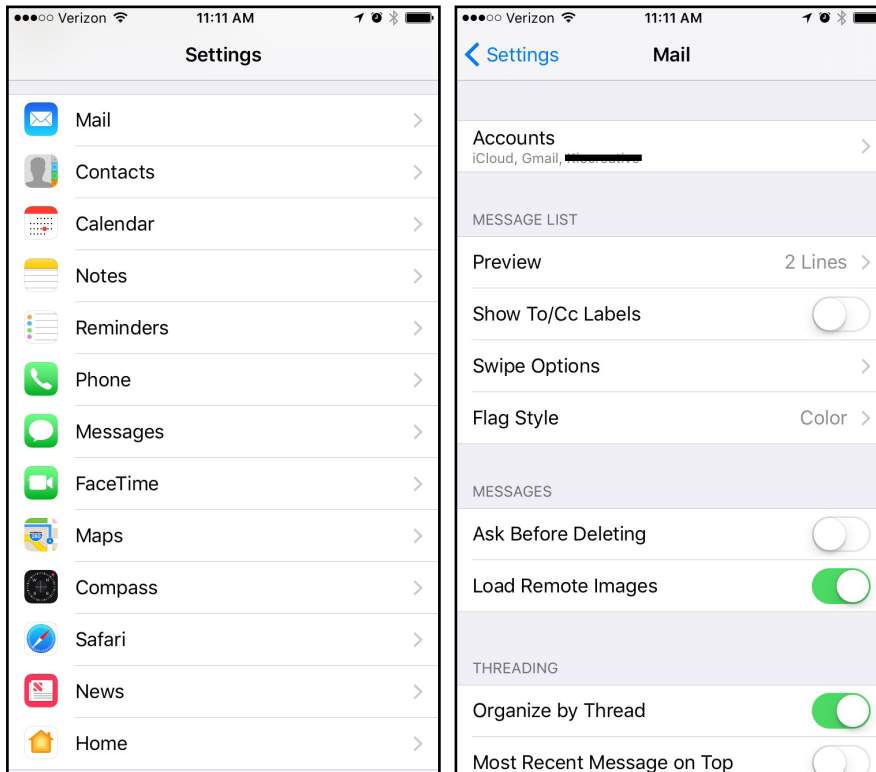 Verizon 11:11 AM
Settings
Mail
Contacts
Calendar
Notes
Reminders
Phone
Messages
FaceTime
Maps
Compass
Safari
News
Home
Verizon 11:11 AM
Settings Mail
Accounts
iCloud, Gmail,
MESSAGE LIST
Preview 2 Lines
Show To/Cc Labels
Swipe Options
Flag Style Color
MESSAGES
Ask Before Deleting
Load Remote Images
THREADING
Organize by Thread
Most Recent Message on Top